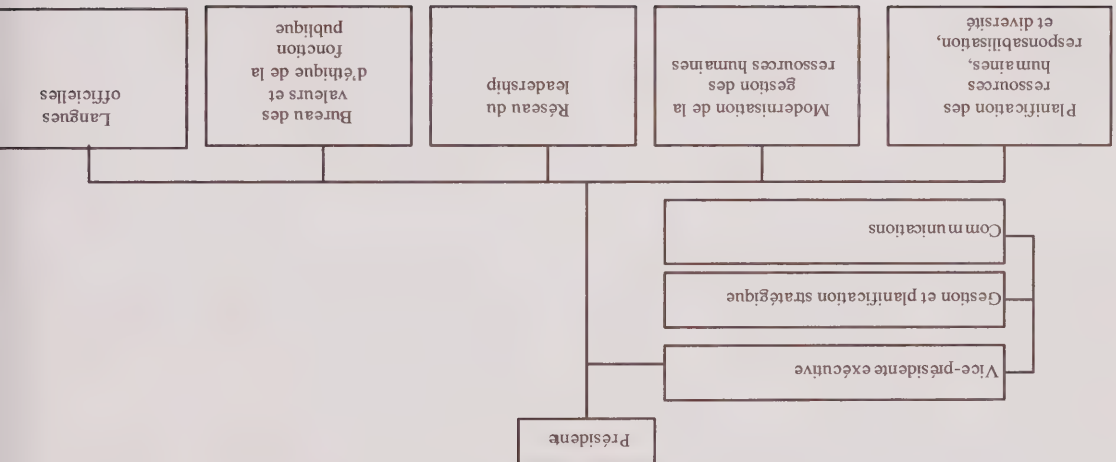 Présidente
Vice-présidente exécutive
Gestion et planification stratégique
Communications
Planification des
ressources
humaines,
responsabilisation,
et diversité
Modernisation de la
gestion des
ressources humaines
Réseau du
leadership
Bureau des
valeurs et
d'éthique de la
fonction
publique
Langues
officielles